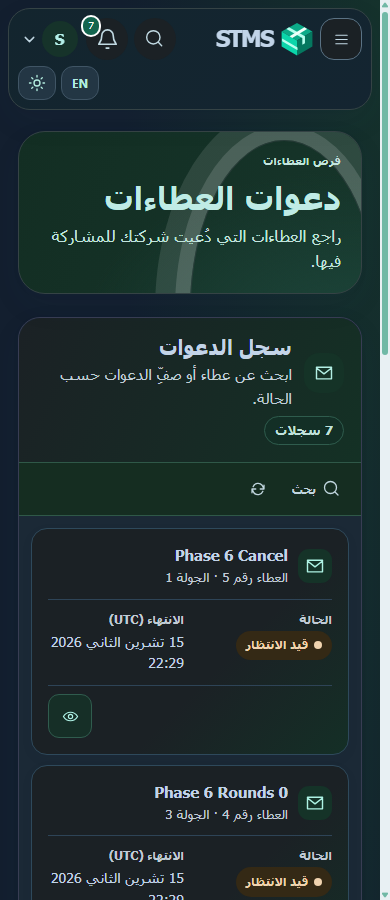 STMS
7
S
EN
فرص العطاءات
دعوات العطاءات
راجع العطاءات التي دُعيت شركتك للمشاركة
فيها.
سجل الدعوات
ابحث عن عطاء أو صفِّ الدعوات حسب
الحالة.
7 سجلات
بحث
Phase 6 Cancel
العطاء رقم 5 · الجولة 1
الحالة
قيد الانتظار
الانتهاء (UTC)
15 تشرين الثاني 2026
22:29
Phase 6 Rounds 0
العطاء رقم 4 · الجولة 3
الحالة
قيد الانتظار
الانتهاء (UTC)
15 تشرين الثاني 2026
22:29